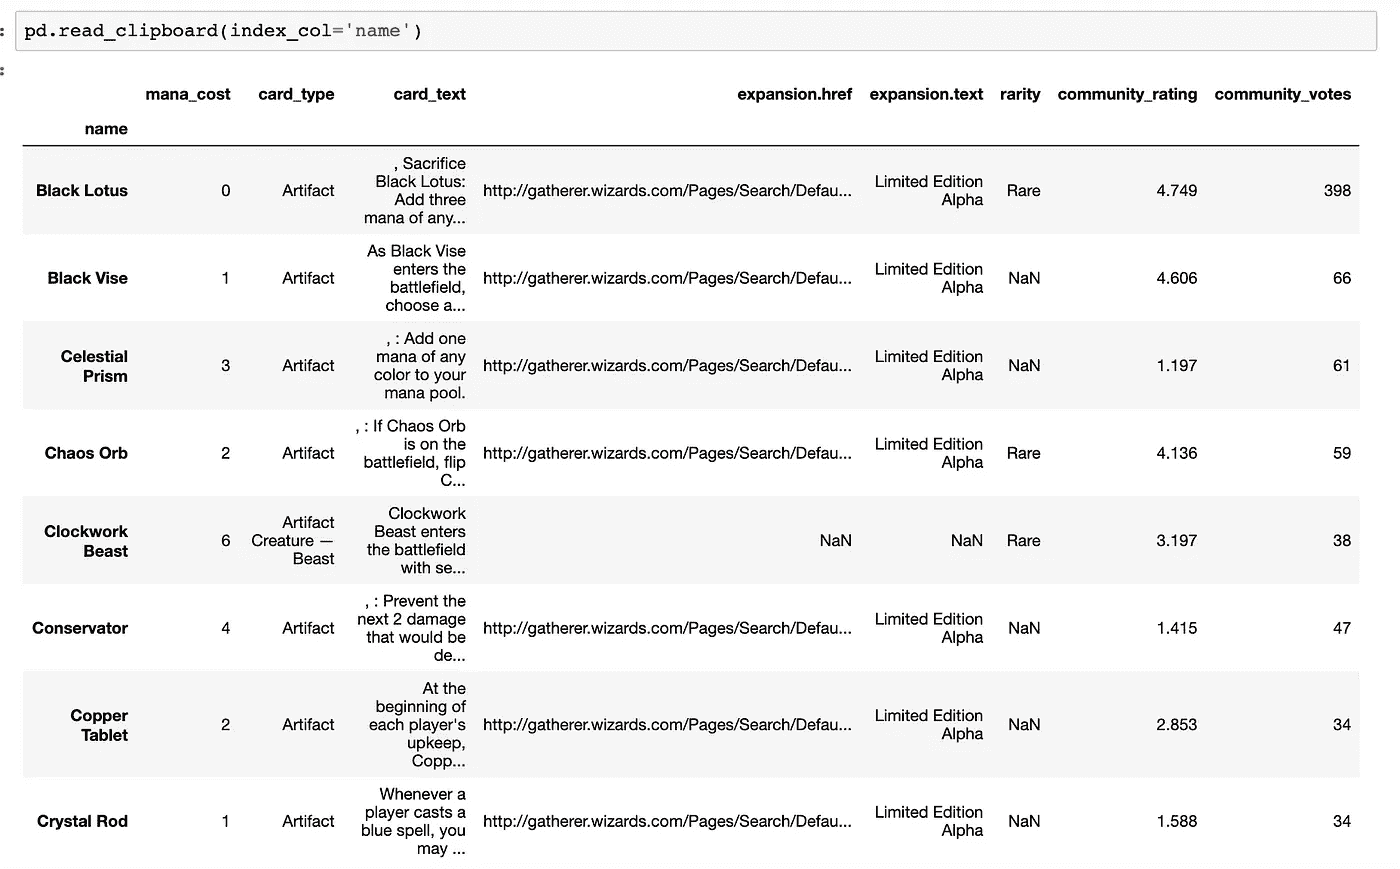 : pd.read_clipboard(index_col='name')
:
mana_cost card_type card_text expansion.href expansion.text rarity community_rating community_votes
name
Black Lotus 0 Artifact , Sacrifice Black Lotus: Add three mana of any... http://gatherer.wizards.com/Pages/Search/Defau... Limited Edition Alpha Rare 4.749 398
Black Vise 1 Artifact As Black Vise enters the battlefield, choose a... http://gatherer.wizards.com/Pages/Search/Defau... Limited Edition Alpha NaN 4.606 66
Celestial Prism 3 Artifact , : Add one mana of any color to your mana pool. http://gatherer.wizards.com/Pages/Search/Defau... Limited Edition Alpha NaN 1.197 61
Chaos Orb 2 Artifact , : If Chaos Orb is on the battlefield, flip C... http://gatherer.wizards.com/Pages/Search/Defau... Limited Edition Alpha Rare 4.136 59
Clockwork Beast 6 Artifact Creature — Beast Clockwork Beast enters the battlefield with se... NaN NaN Rare 3.197 38
Conservator 4 Artifact , : Prevent the next 2 damage that would be de... http://gatherer.wizards.com/Pages/Search/Defau... Limited Edition Alpha NaN 1.415 47
Copper Tablet 2 Artifact At the beginning of each player's upkeep, Copp... http://gatherer.wizards.com/Pages/Search/Defau... Limited Edition Alpha NaN 2.853 34
Crystal Rod 1 Artifact Whenever a player casts a blue spell, you may ... http://gatherer.wizards.com/Pages/Search/Defau... Limited Edition Alpha NaN 1.588 34